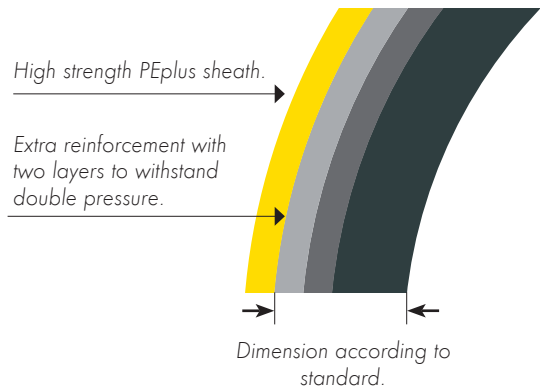 High strength PEplus sheath.
Extra reinforcement with
two layers to withstand
double pressure.
Dimension according to
standard.